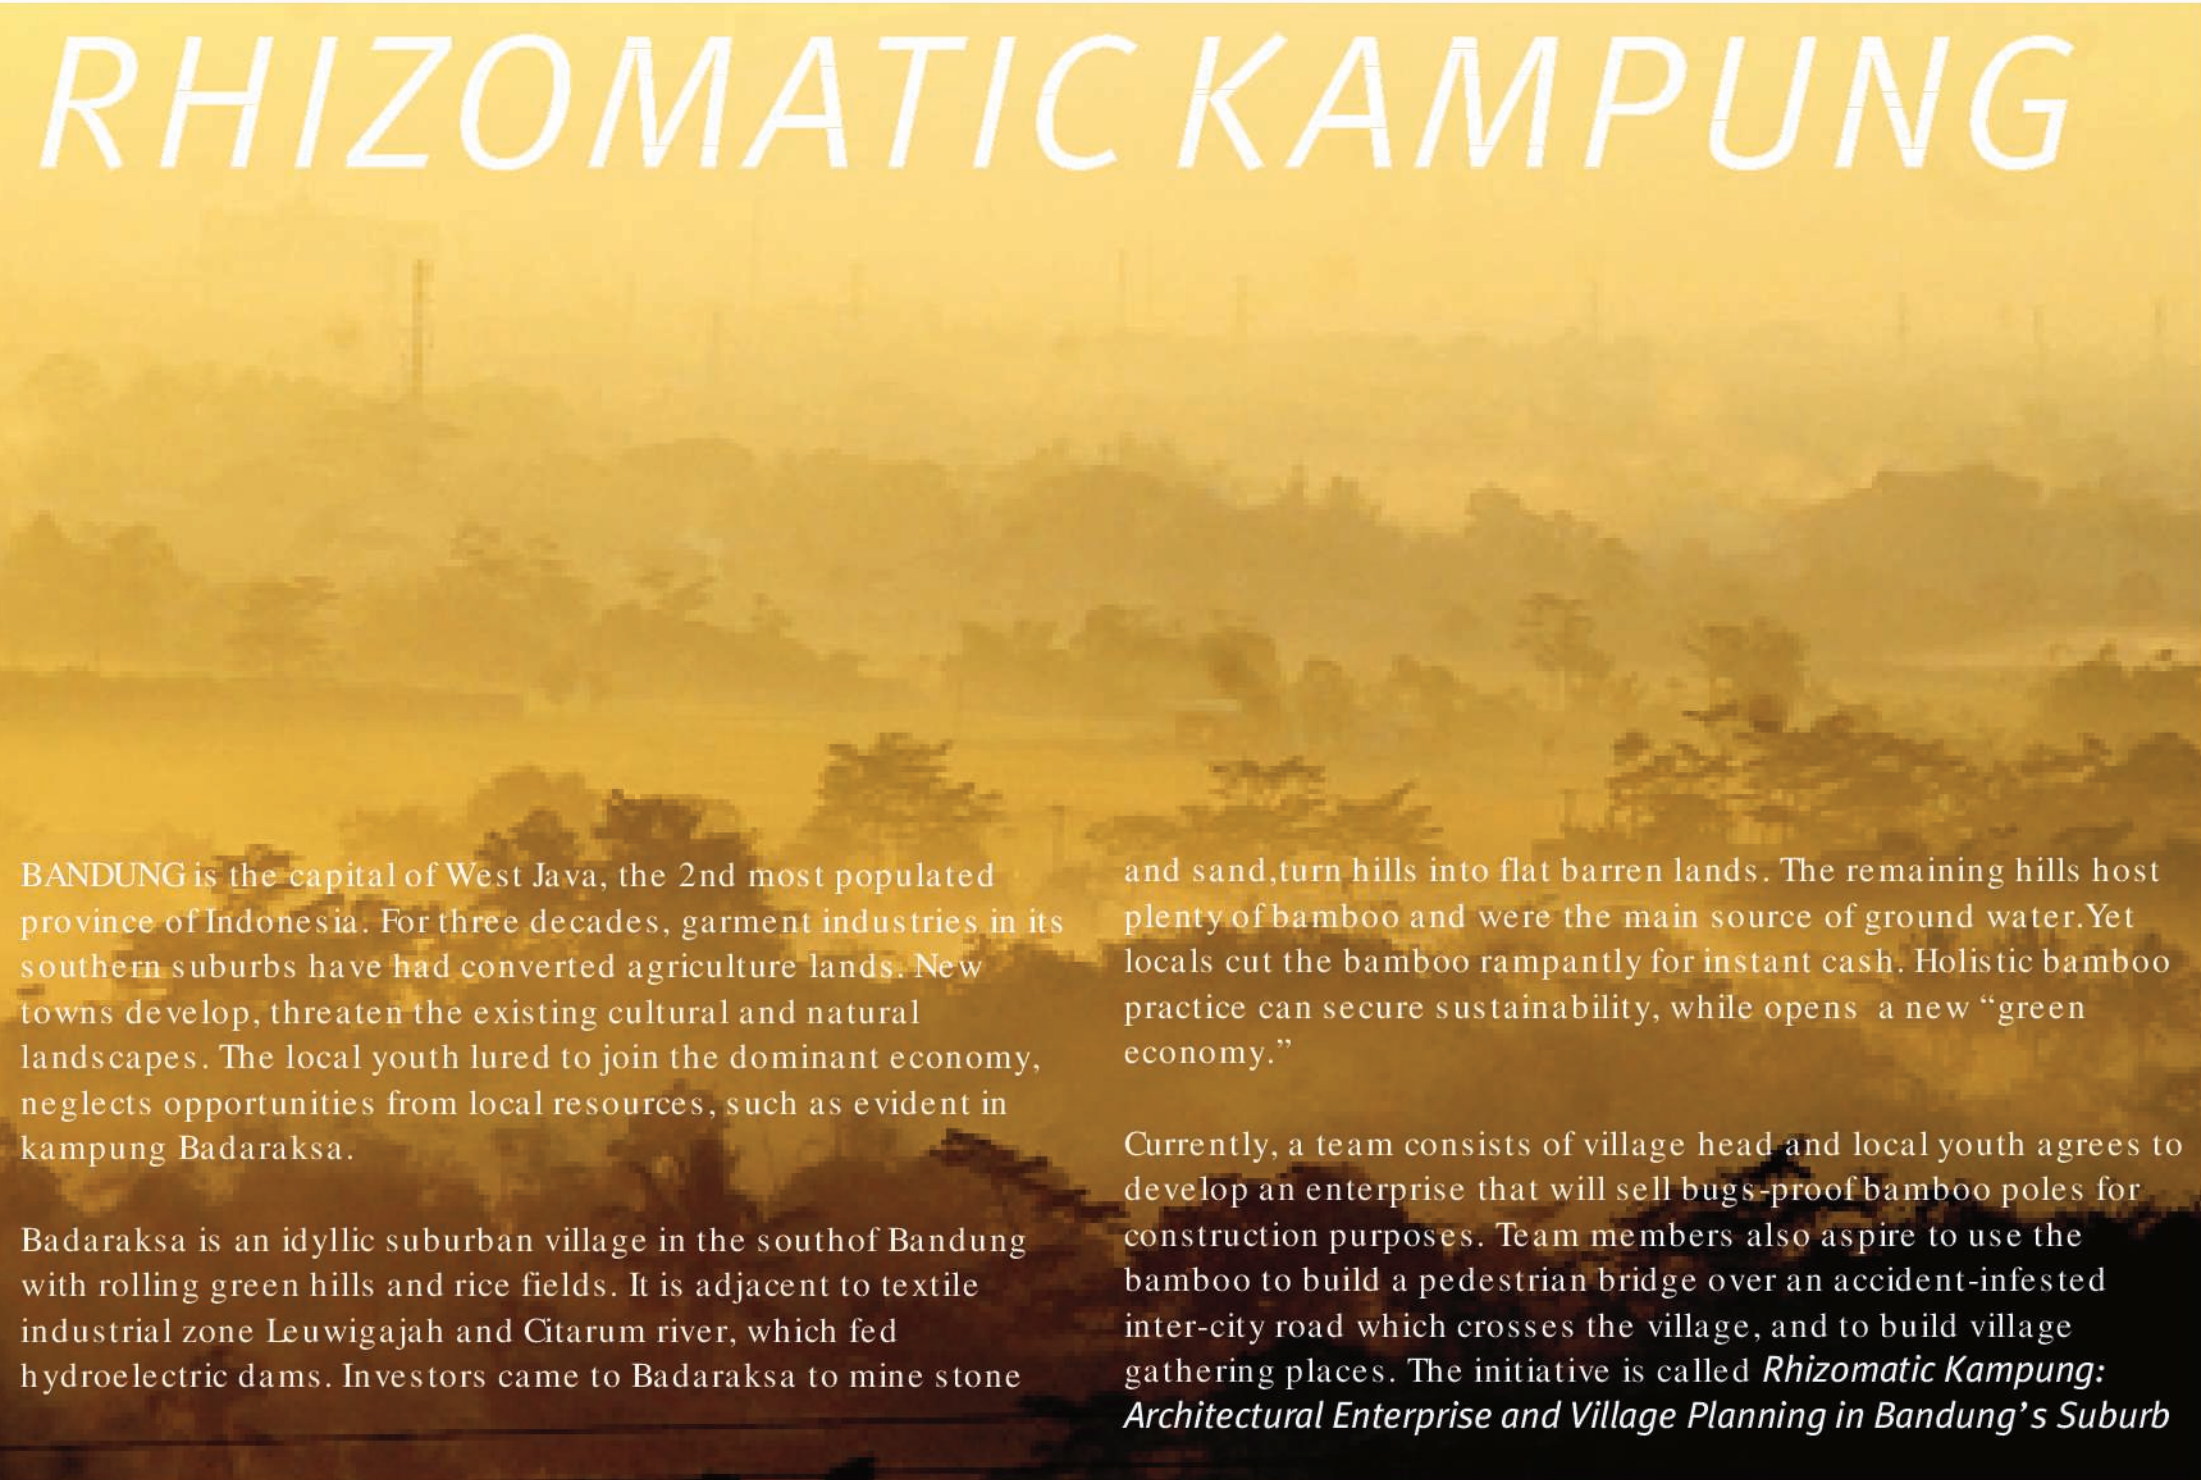 RHIZOMATIC KAMPUNG
BANDUNG is the capital of West Java, the 2nd most populated
province of Indonesia. For three decades, garment industries in its
southern suburbs have had converted agriculture lands. New
towns develop, threaten the existing cultural and natural
landscapes. The local youth lured to join the dominant economy,
neglects opportunities from local resources, such as evident in
kampung Badaraksa.
Badaraksa is an idyllic suburban village in the southof Bandung
with rolling green hills and rice fields. It is adjacent to textile
industrial zone Leuwigajah and Citarum river, which fed
hydroelectric dams. Investors came to Badaraksa to mine stone
and sand,turn hills into flat barren lands. The remaining hills host
plenty of bamboo and were the main source of ground water.Yet
locals cut the bamboo rampantly for instant cash. Holistic bamboo
practice can secure sustainability, while opens a new “green
economy.”
Currently, a team consists of village head and local youth agrees to
develop an enterprise that will sell bugs-proof bamboo poles for
construction purposes. Team members also aspire to use the
bamboo to build a pedestrian bridge over an accident-infested
inter-city road which crosses the village, and to build village
gathering places. The initiative is called Rhizomatic Kampung:
Architectural Enterprise and Village Planning in Bandung’s Suburb